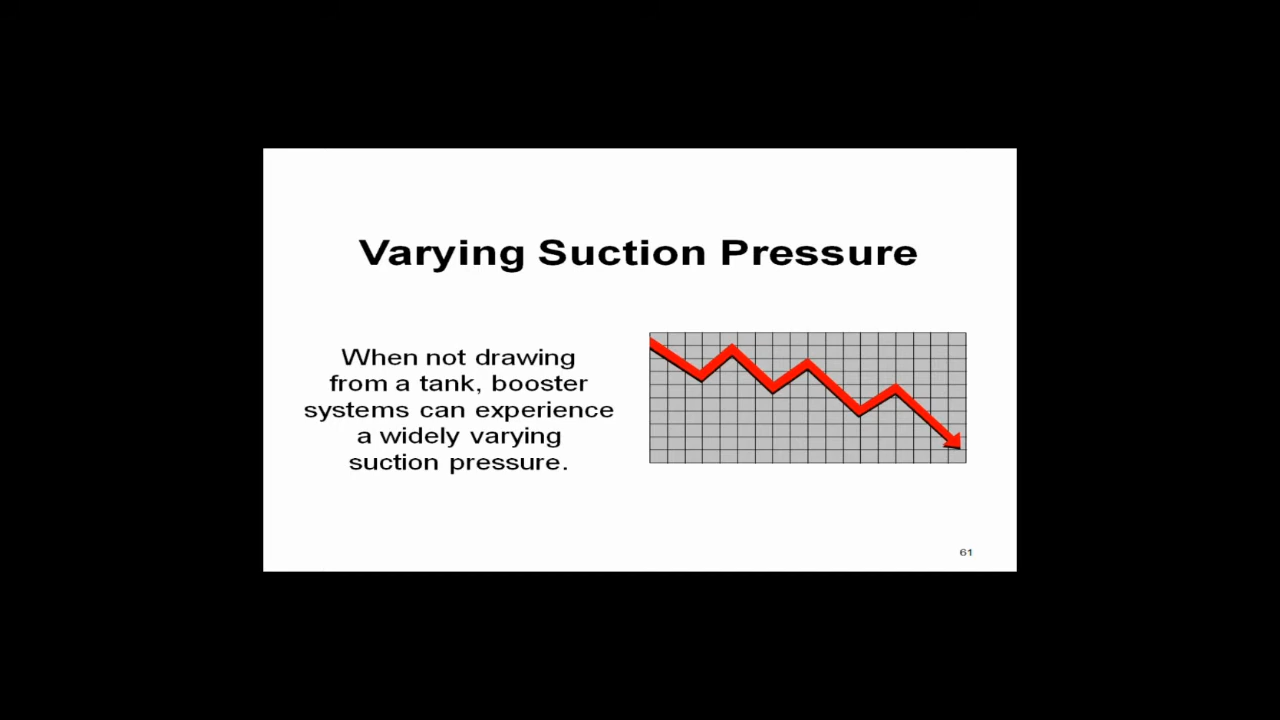 Varying Suction Pressure
When not drawing
from a tank, booster
systems can experience
a widely varying
suction pressure.
61